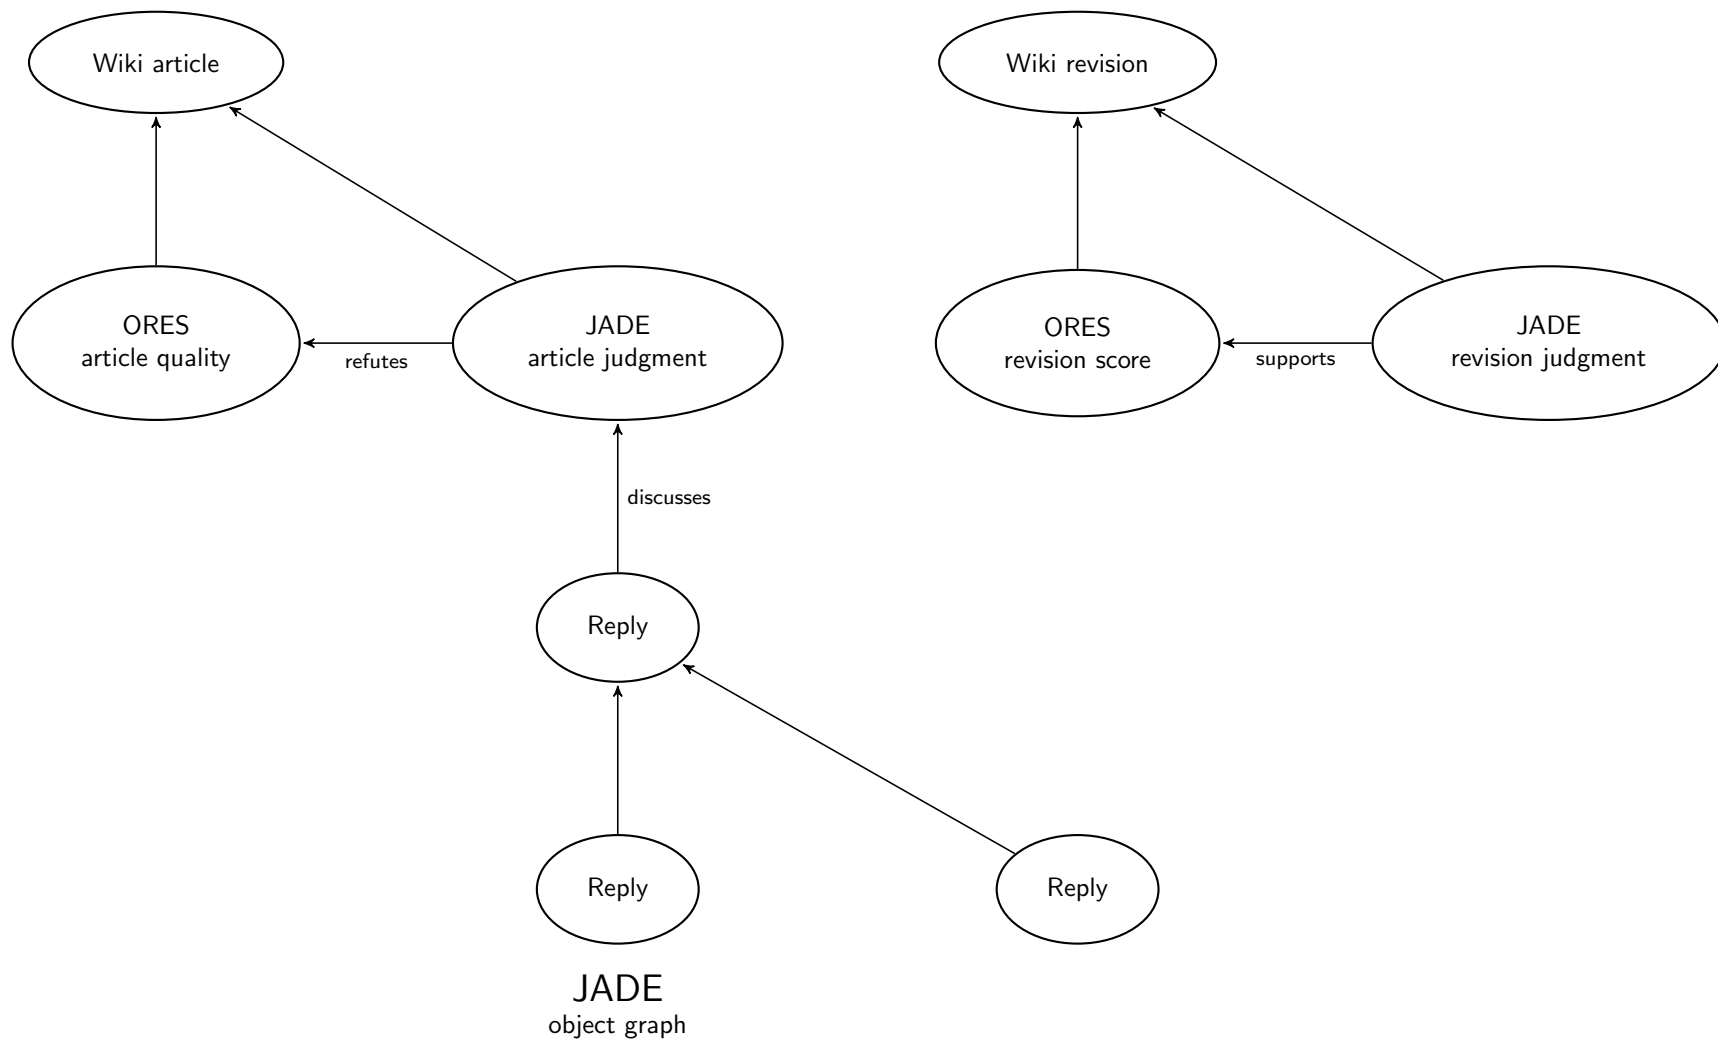 Wiki article
Wiki revision
ORES
article quality
refutes
JADE
article judgment
ORES
revision score
supports
JADE
revision judgment
discusses
Reply
Reply
Reply
JADE
object graph